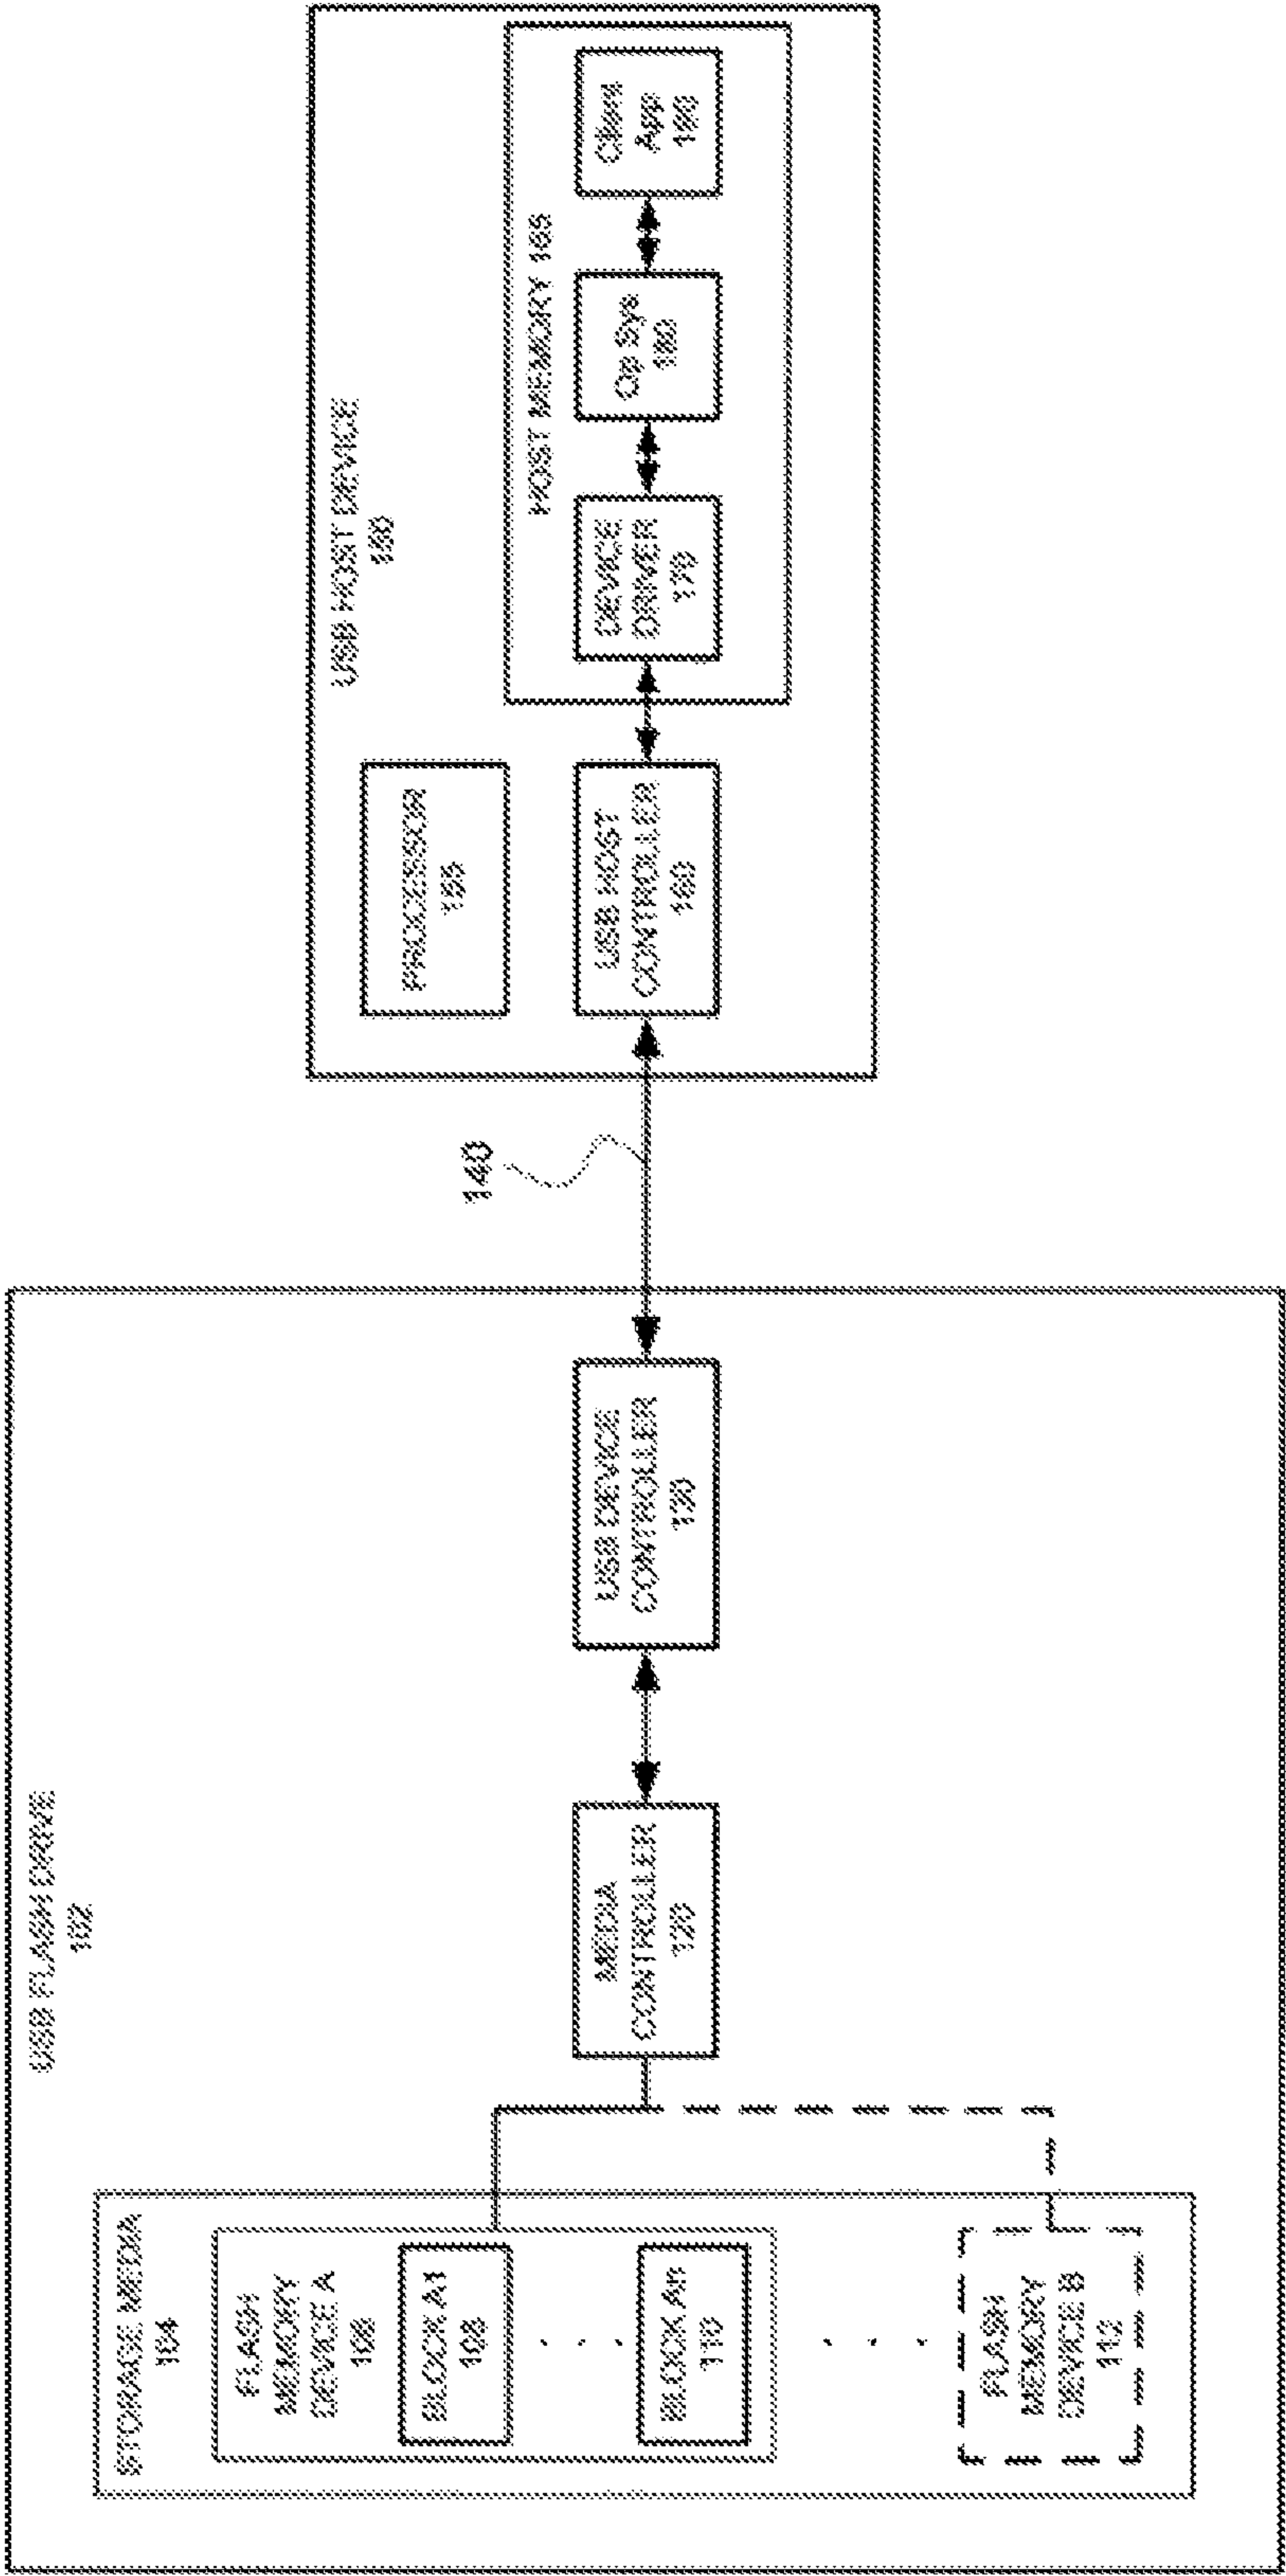 USB FLASH DRIVE
102
STORAGE MEDIA
104
FLASH
MEMORY
DEVICE A
106
BLOCK A1
108
. . .
BLOCK An
110
. . .
FLASH
MEMORY
DEVICE B
112
MEDIA
CONTROLLER
120
USB DEVICE
CONTROLLER
130
140
USB HOST DEVICE
150
PROCESSOR
155
USB HOST
CONTROLLER
160
HOST MEMORY 165
DEVICE
DRIVER
170
Op Sys
180
Client
App
190